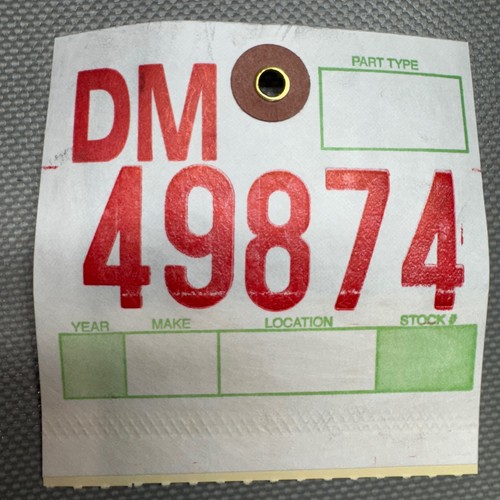 PART TYPE
DM
49874
YEAR MAKE LOCATION STOCK #